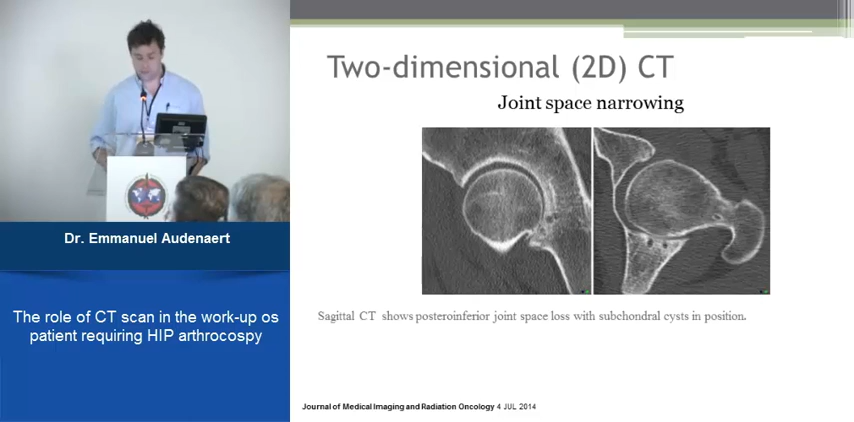 Two-dimensional (2D) CT
Joint space narrowing
Dr. Emmanuel Audenaert
The role of CT scan in the work-up os
patient requiring HIP arthrocospy
Sagittal CT shows posteroinferior joint space loss with subchondral cysts in position.
Journal of Medical Imaging and Radiation Oncology 4 JUL 2014